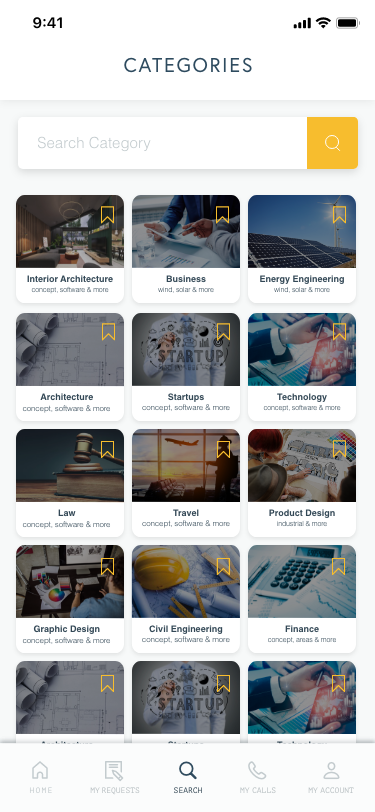 9:41
CATEGORIES
Search Category
Interior Architecture
concept, software & more
Business
wind, solar & more
Energy Engineering
wind, solar & more
Architecture
concept, software & more
STARTUP
Startups
concept, software & more
Technology
concept, software & more
Law
concept, software & more
Travel
concept, software & more
Product Design
industrial & more
Graphic Design
concept, software & more
Civil Engineering
concept, software & more
Finance
concept, areas & more
STARTUP
Architecture
Startups
Technology
HOME
MY REQUESTS
SEARCH
MY CALLS
MY ACCOUNT